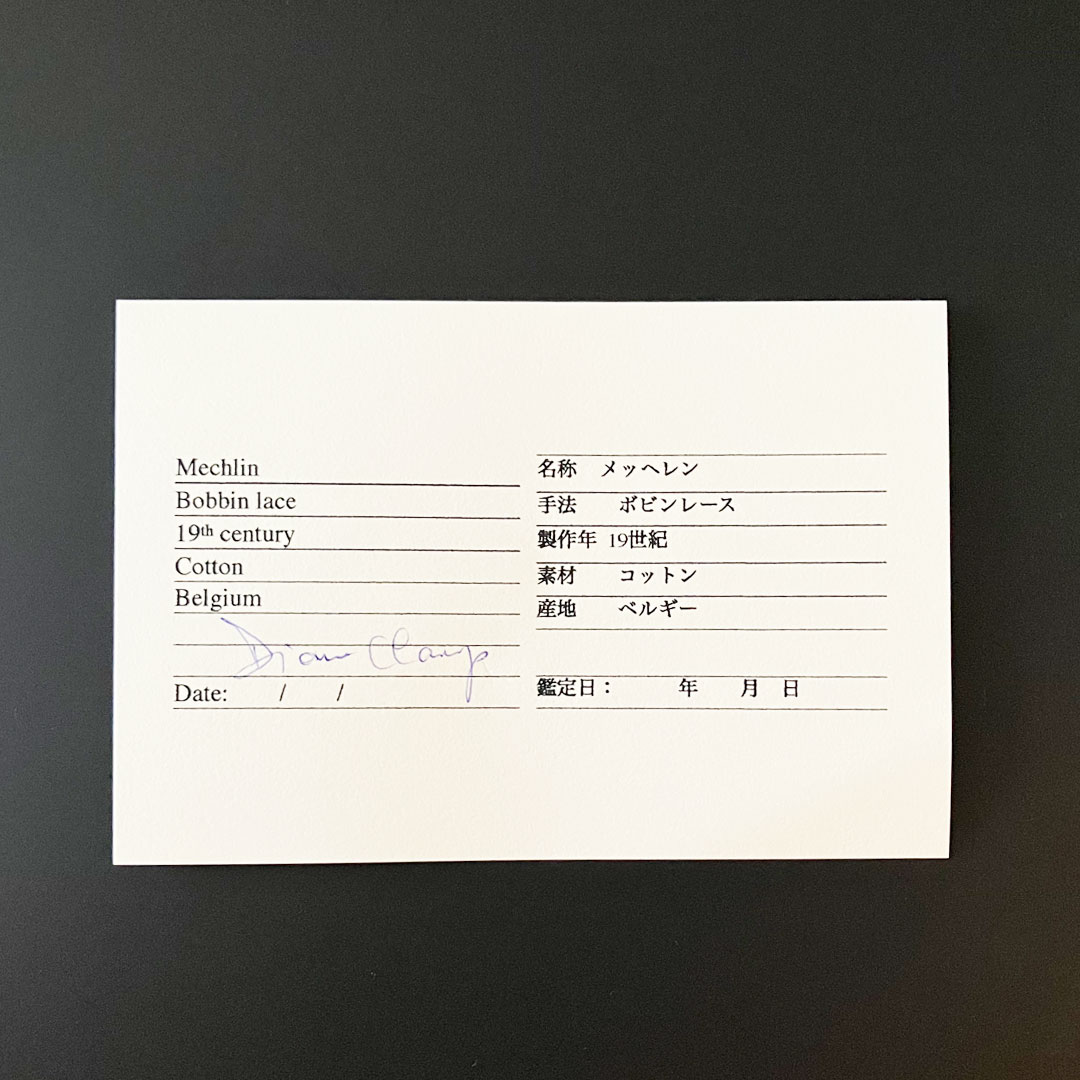 Mechlin
Bobbin lace
19th century
Cotton
Belgium
Date: / /
名称 メッヘレン
手法 ボビンレース
製作年 19世紀
素材 コットン
産地 ベルギー
鑑定日： 年 月 日